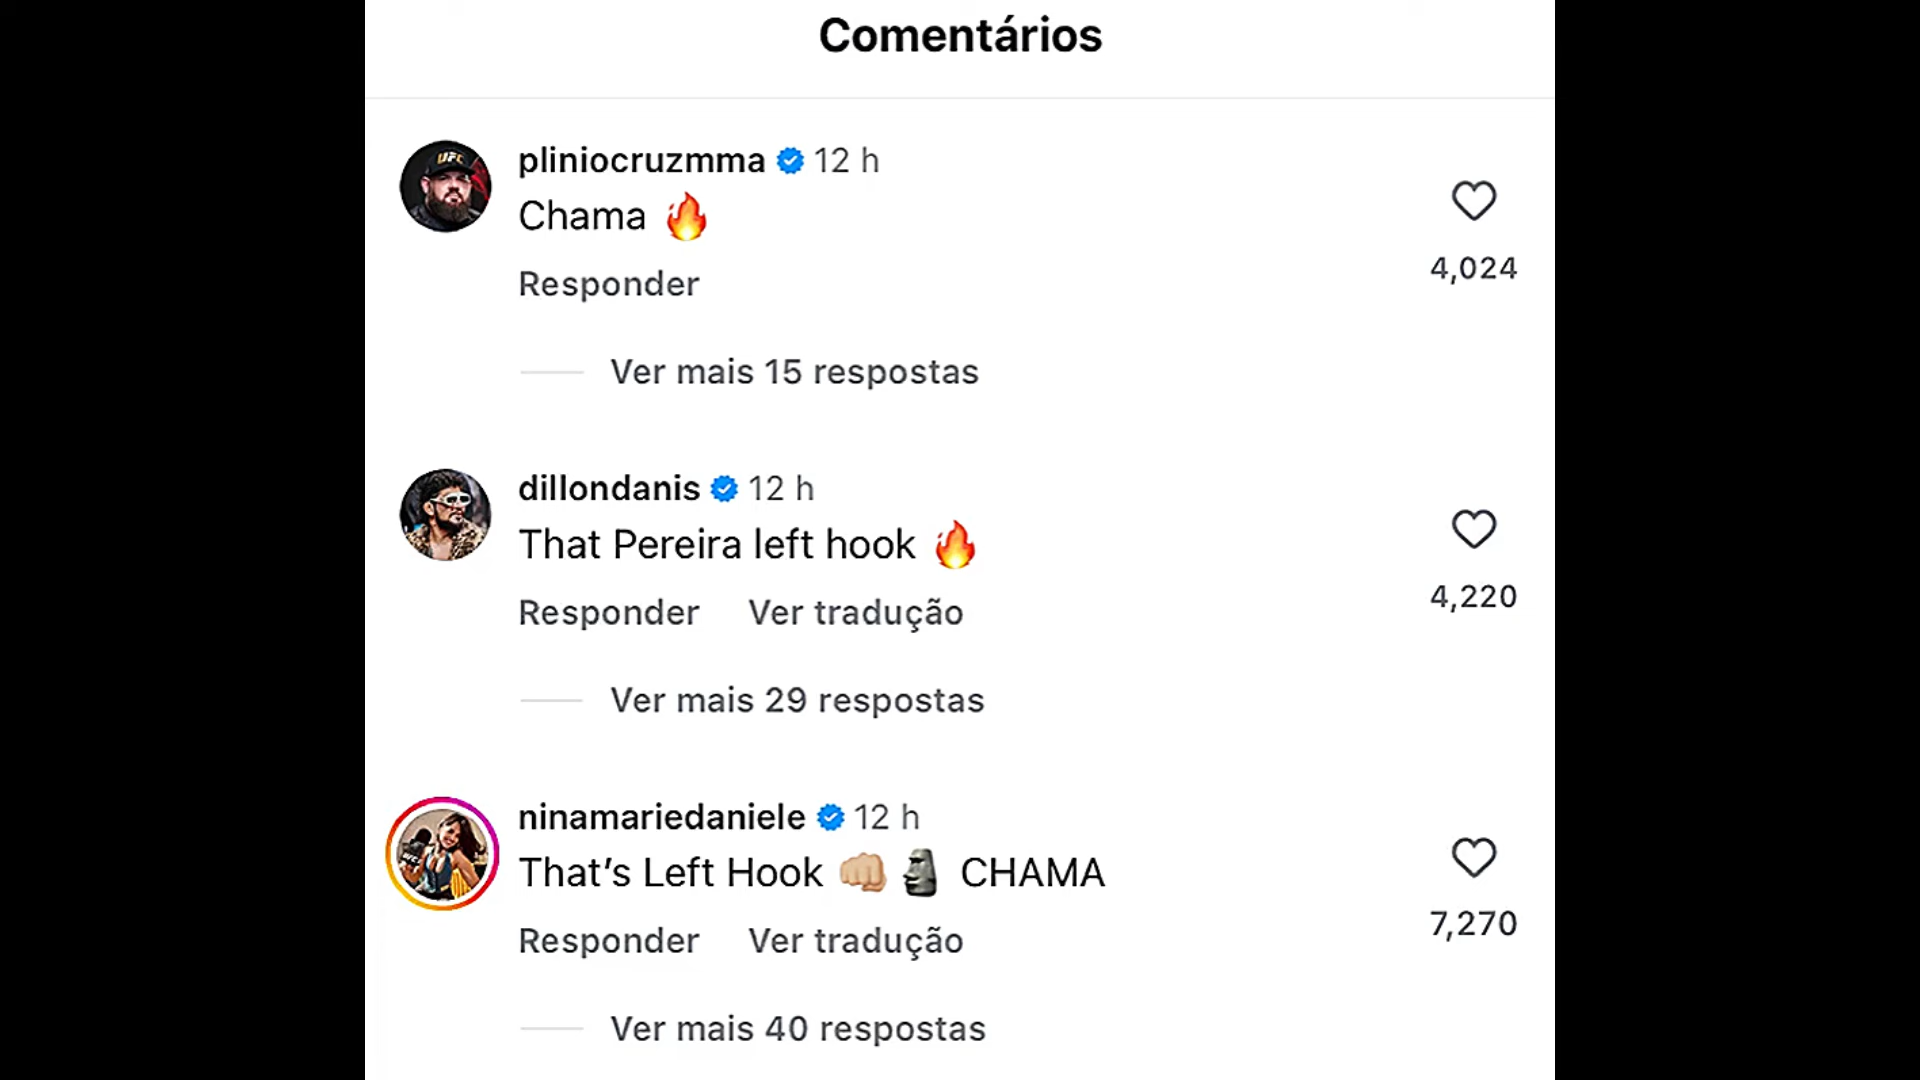 Comentários
pliniocruzmma 12 h
Chama 🔥
Responder
4,024
Ver mais 15 respostas
dillondanis 12 h
That Pereira left hook 🔥
Responder Ver tradução
4,220
Ver mais 29 respostas
ninamariedaniele 12 h
That’s Left Hook 👊🏼 🗿 CHAMA
Responder Ver tradução
7,270
Ver mais 40 respostas